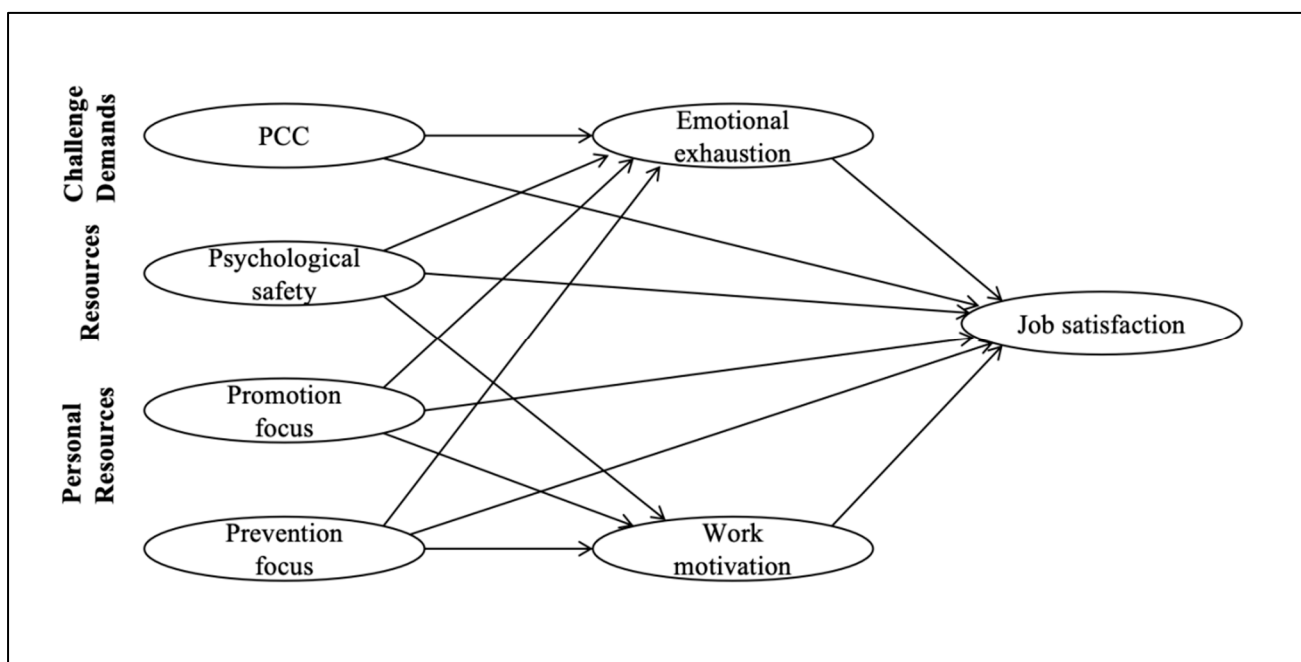 Challenge
Demands
PCC
Emotional
exhaustion
Resources
Psychological
safety
Job satisfaction
Personal
Resources
Promotion
focus
Prevention
focus
Work
motivation